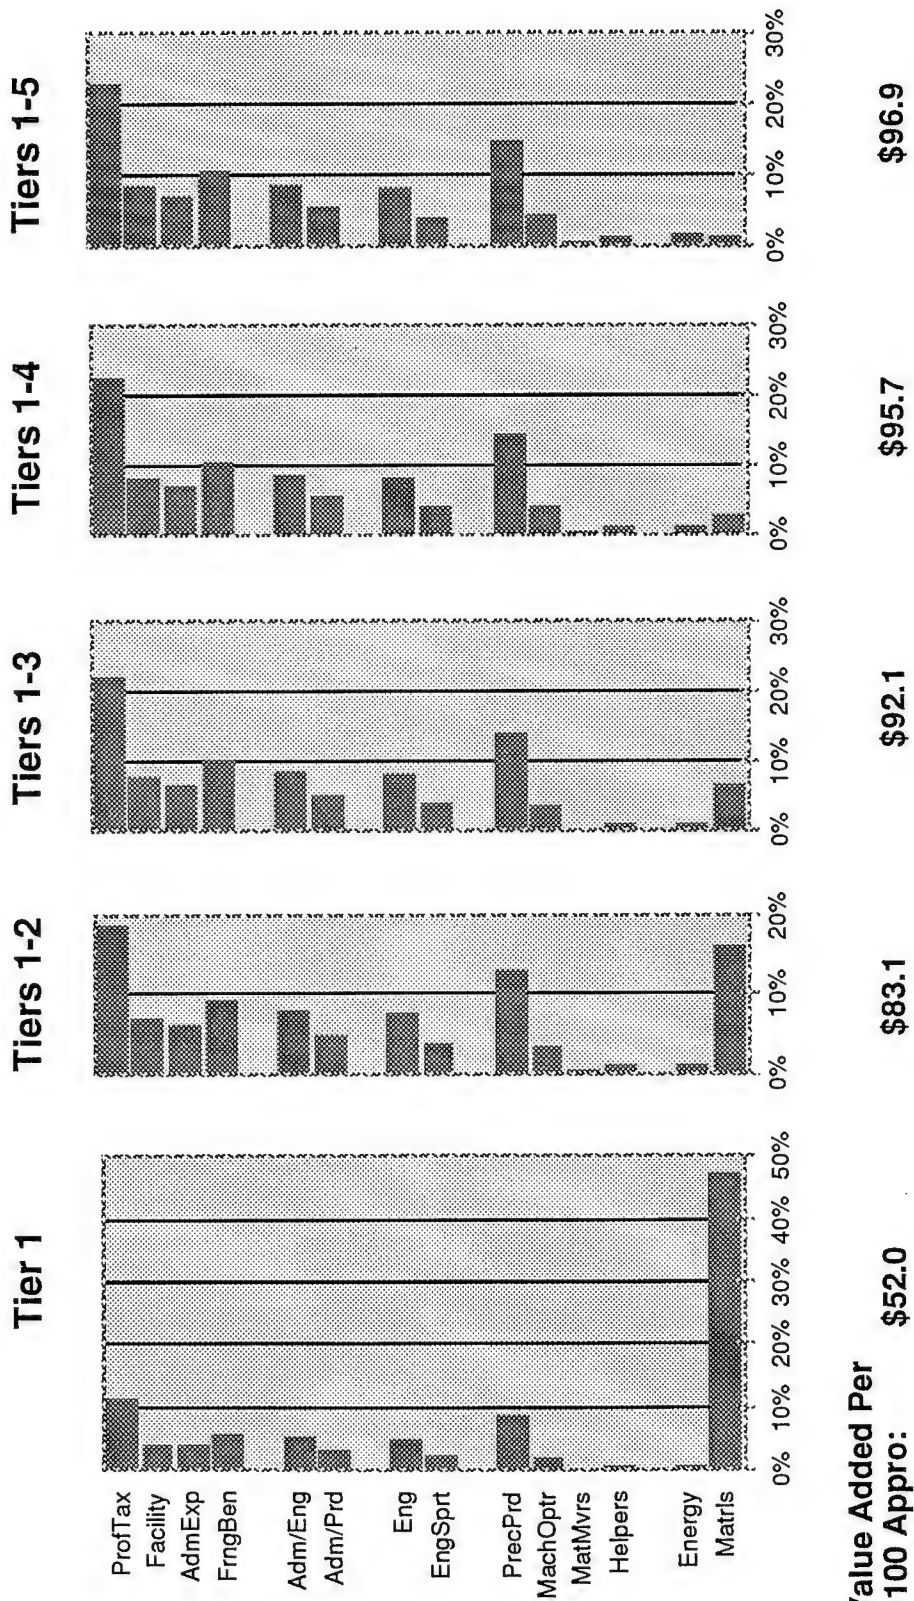 Tier 1 Tiers 1-2 Tiers 1-3 Tiers 1-4 Tiers 1-5
ProfTax
Facility
AdmExp
FrngBen
Adm/Eng
Adm/Prd
Eng
EngSprt
PrecPrd
MachOptr
MatMvrs
Helpers
Energy
Matrls
0% 10% 20% 30% 40% 50% 0% 10% 20% 0% 10% 20% 30% 0% 10% 20% 30% 0% 10% 20% 30%
Value Added Per
100 Appro: $52.0 $83.1 $92.1 $95.7 $96.9